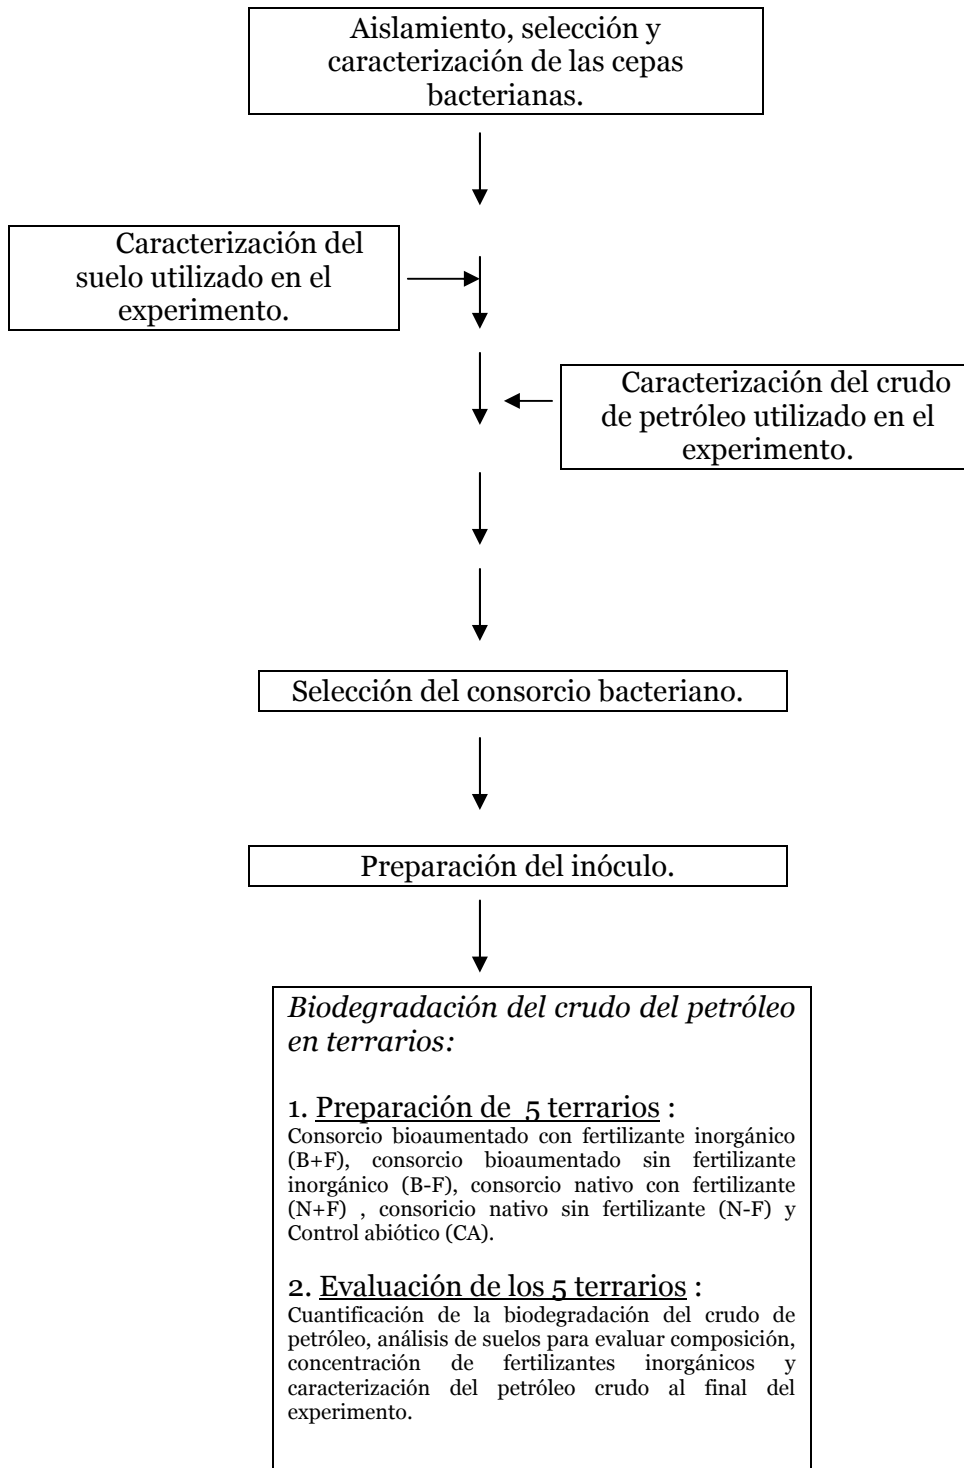 Aislamiento, selección y
caracterización de las cepas
bacterianas.
Caracterización del
suelo utilizado en el
experimento.
Caracterización del crudo
de petróleo utilizado en el
experimento.
Selección del consorcio bacteriano.
Preparación del inóculo.
Biodegradación del crudo del petróleo
en terrarios:
1. Preparación de 5 terrarios :
Consorcio bioaumentado con fertilizante inorgánico
(B+F), consorcio bioaumentado sin fertilizante
inorgánico (B-F), consorcio nativo con fertilizante
(N+F) , consoricio nativo sin fertilizante (N-F) y
Control abiótico (CA).
2. Evaluación de los 5 terrarios :
Cuantificación de la biodegradación del crudo de
petróleo, análisis de suelos para evaluar composición,
concentración de fertilizantes inorgánicos y
caracterización del petróleo crudo al final del
experimento.